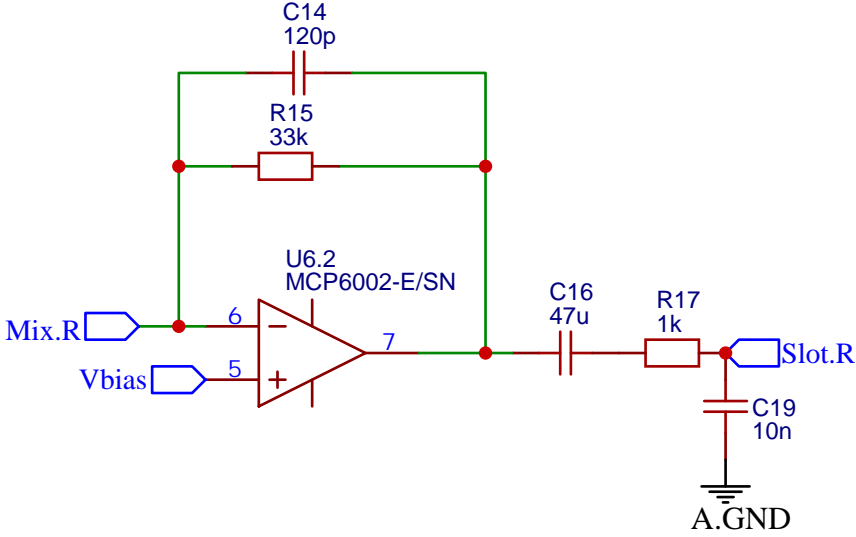 C14
120p
R15
33k
U6.2
MCP6002-E/SN
C16
47u
R17
1k
Mix.R
6
7
Vbias
5
Slot.R
C19
10n
A.GND